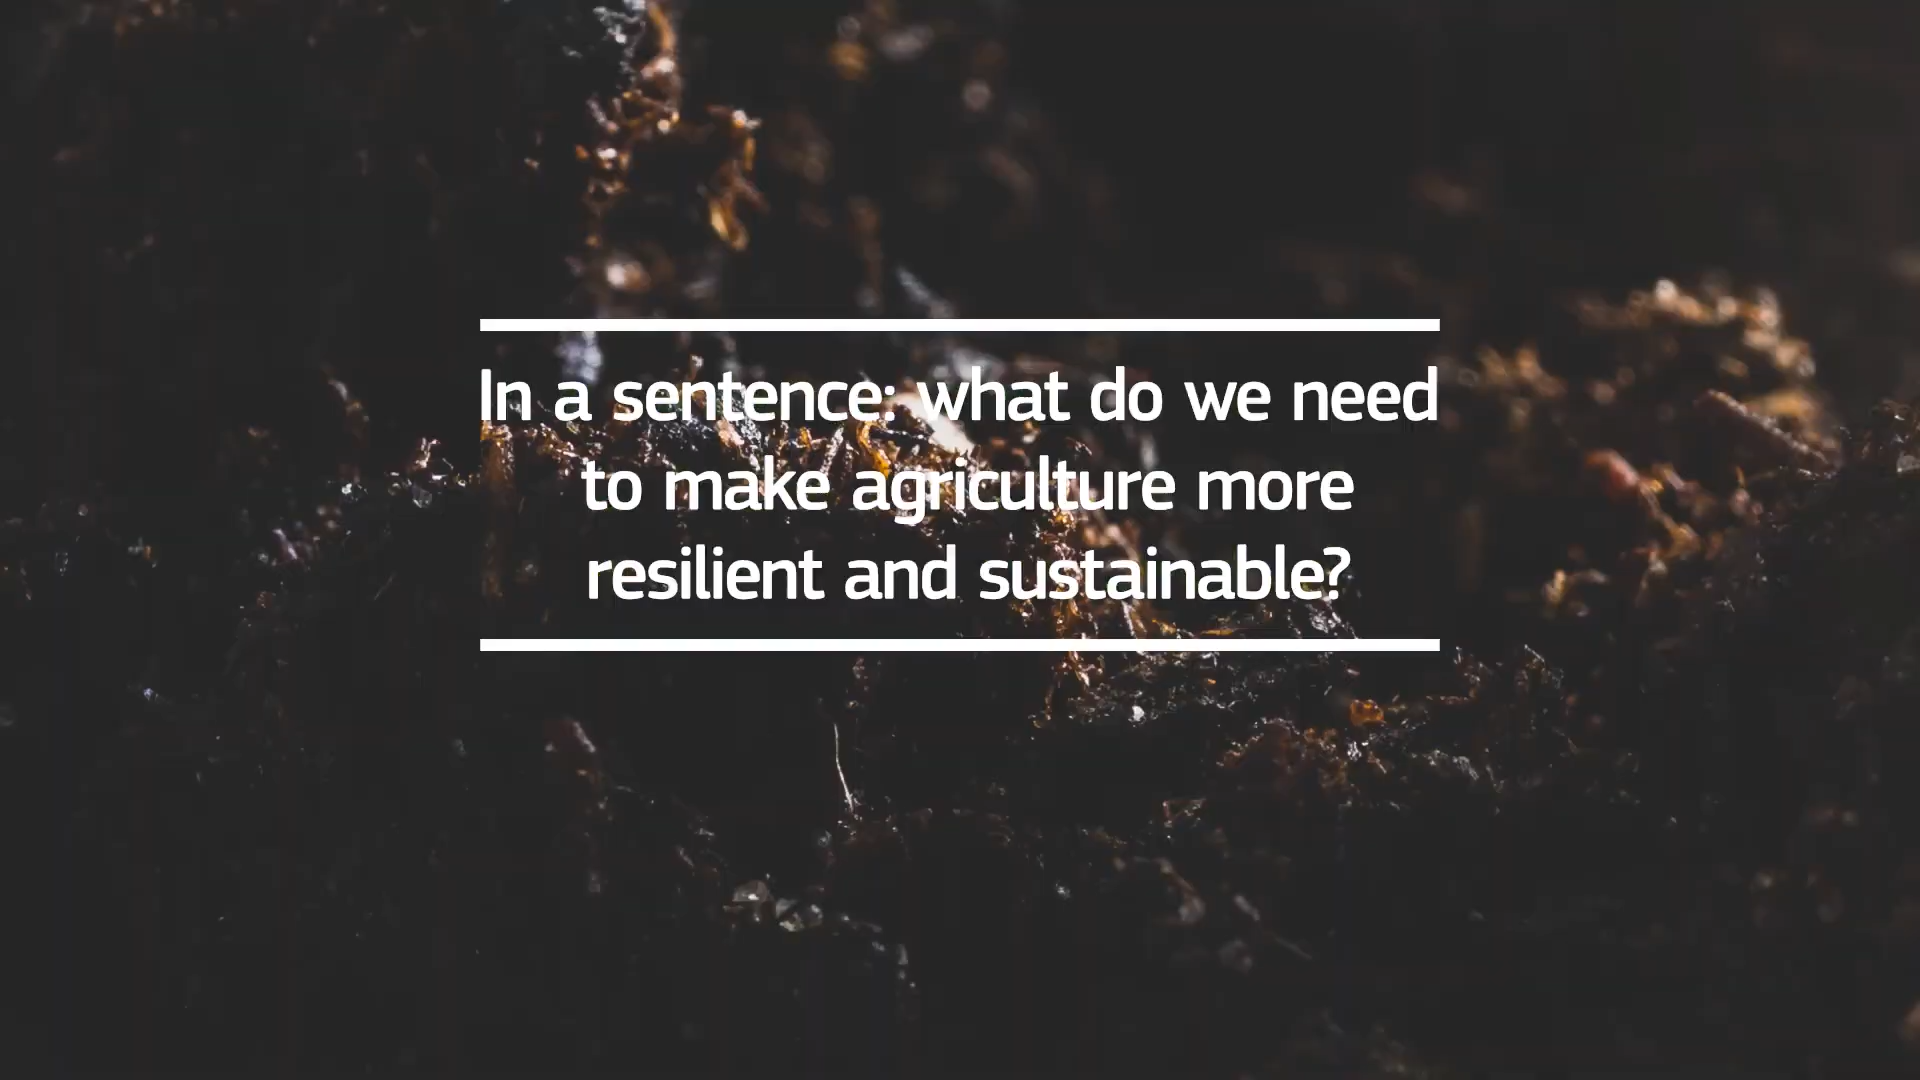 In a sentence: what do we need
to make agriculture more
resilient and sustainable?